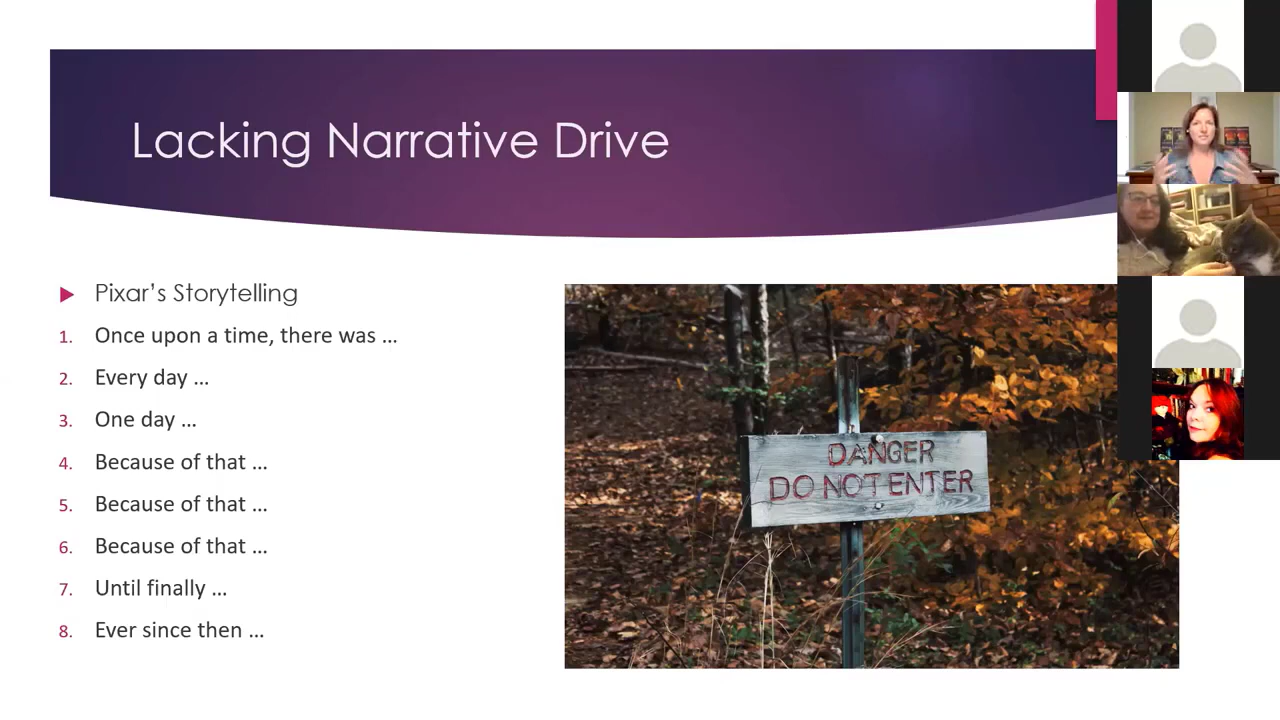 Lacking Narrative Drive
Pixar's Storytelling
1. Once upon a time, there was ...
2. Every day ...
3. One day ...
4. Because of that ...
5. Because of that ...
6. Because of that ...
7. Until finally ...
8. Ever since then ...
DANGER
DO NOT ENTER